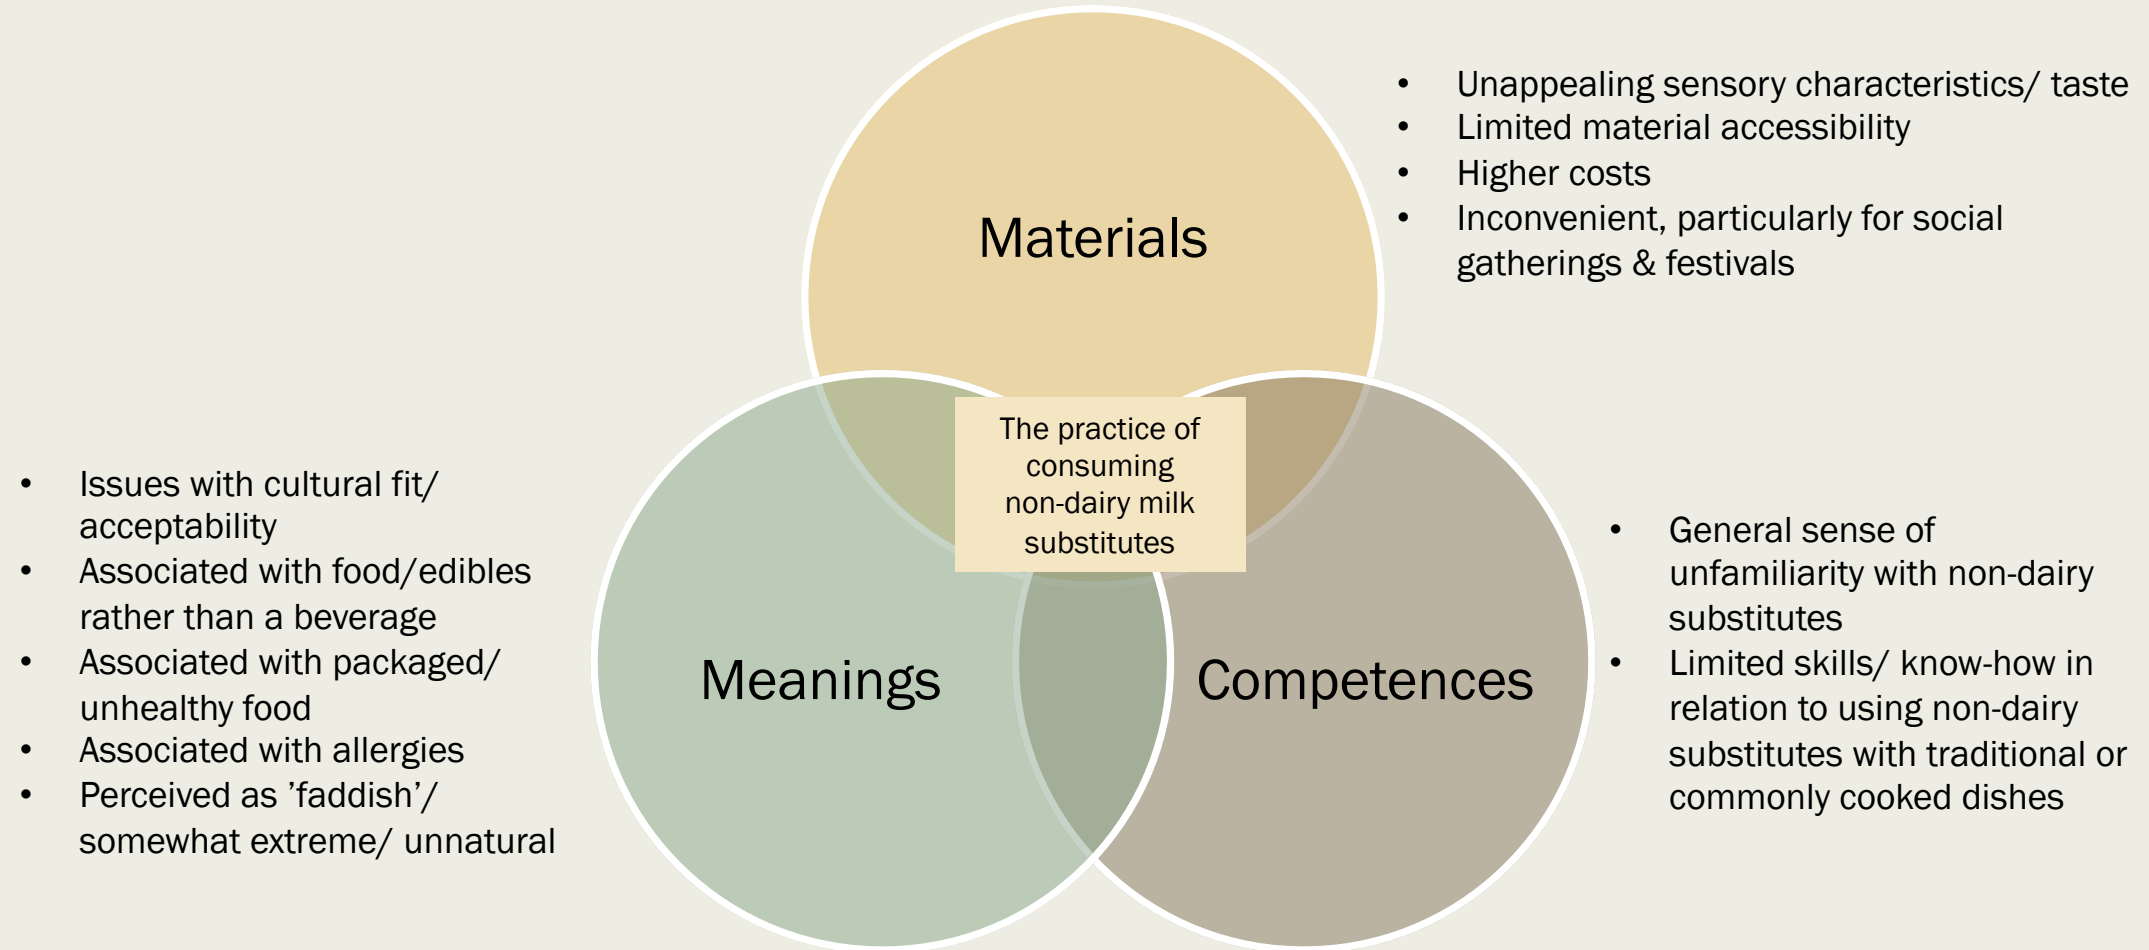 • Unappealing sensory characteristics/ taste
• Limited material accessibility
• Higher costs
• Inconvenient, particularly for social
gatherings & festivals
Materials
The practice of
consuming
non-dairy milk
substitutes
• Issues with cultural fit/
acceptability
• Associated with food/edibles
rather than a beverage
• Associated with packaged/
unhealthy food
• Associated with allergies
• Perceived as ’faddish’/
somewhat extreme/ unnatural
Meanings
Competences
• General sense of
unfamiliarity with non-dairy
substitutes
• Limited skills/ know-how in
relation to using non-dairy
substitutes with traditional or
commonly cooked dishes